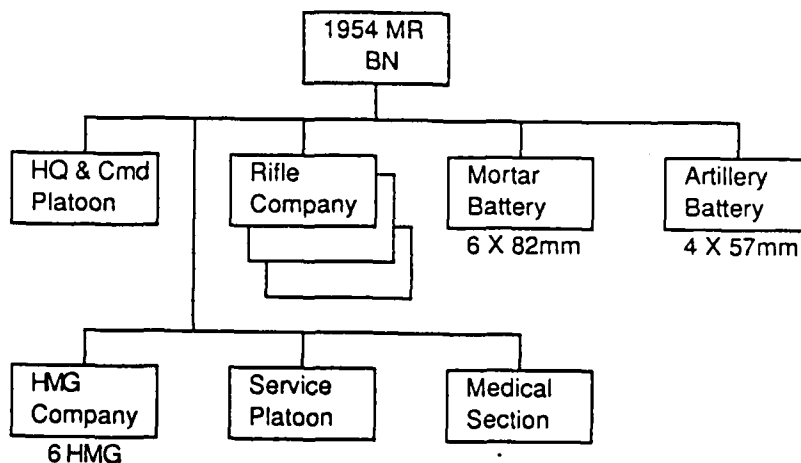 1954 MR
BN
HQ & Cmd
Platoon
Rifle
Company
Mortar
Battery
6 X 82mm
Artillery
Battery
4 X 57mm
HMG
Company
6 HMG
Service
Platoon
Medical
Section